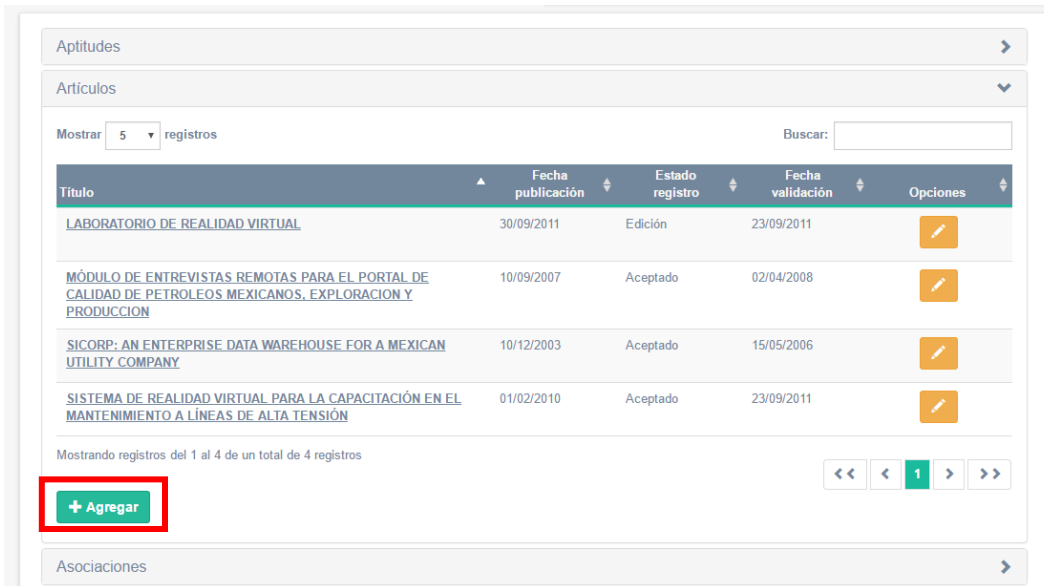 Aptitudes
Artículos
Mostrar 5 registros Buscar:
Título Fecha publicación Estado registro Fecha validación Opciones
LABORATORIO DE REALIDAD VIRTUAL 30/09/2011 Edición 23/09/2011
MÓDULO DE ENTREVISTAS REMOTAS PARA EL PORTAL DE 10/09/2007 Aceptado 02/04/2008
CALIDAD DE PETROLEOS MEXICANOS, EXPLORACION Y
PRODUCCION
SICORP: AN ENTERPRISE DATA WAREHOUSE FOR A MEXICAN 10/12/2003 Aceptado 15/05/2006
UTILITY COMPANY
SISTEMA DE REALIDAD VIRTUAL PARA LA CAPACITACIÓN EN EL 01/02/2010 Aceptado 23/09/2011
MANTENIMIENTO A LÍNEAS DE ALTA TENSIÓN
Mostrando registros del 1 al 4 de un total de 4 registros
<< < 1 > >>
+ Agregar
Asociaciones